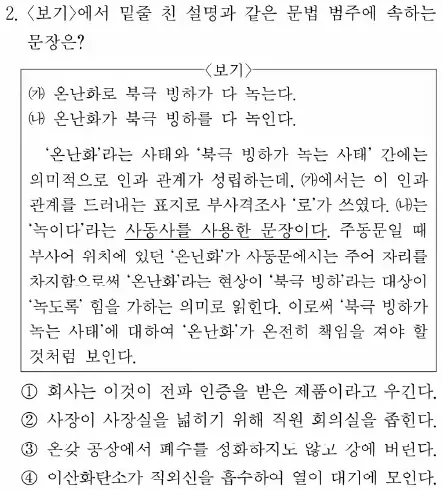 2. <보기>에서 밑줄 친 설명과 같은 문법 범주에 속하는
문장은?
<보기>
㈎ 온난화로 북극 빙하가 다 녹는다.
㈏ 온난화가 북극 빙하를 다 녹인다.
'온난화'라는 사태와 '북극 빙하가 녹는 사태' 간에는
의미적으로 인과 관계가 성립하는데, ㈎에서는 이 인과
관계를 드러내는 표지로 부사격조사 '로'가 쓰였다. ㈏는
'녹이다'라는 사동사를 사용한 문장이다. 주동문일 때
부사어 위치에 있던 '온난화'가 사동문에서는 주어 자리를
차지함으로써 '온난화'라는 현상이 '북극 빙하'라는 대상이
'녹도록' 힘을 가하는 의미로 읽힌다. 이로써 '북극 빙하가
녹는 사태'에 대하여 '온난화'가 온전히 책임을 져야 할
것처럼 보인다.
① 회사는 이것이 전파 인증을 받은 제품이라고 우긴다.
② 사장이 사장실을 넓히기 위해 직원 회의실을 좁힌다.
③ 온갖 공장에서 폐수를 정화하지도 않고 강에 버린다.
④ 이산화탄소가 적외선을 흡수하여 열이 대기에 모인다.